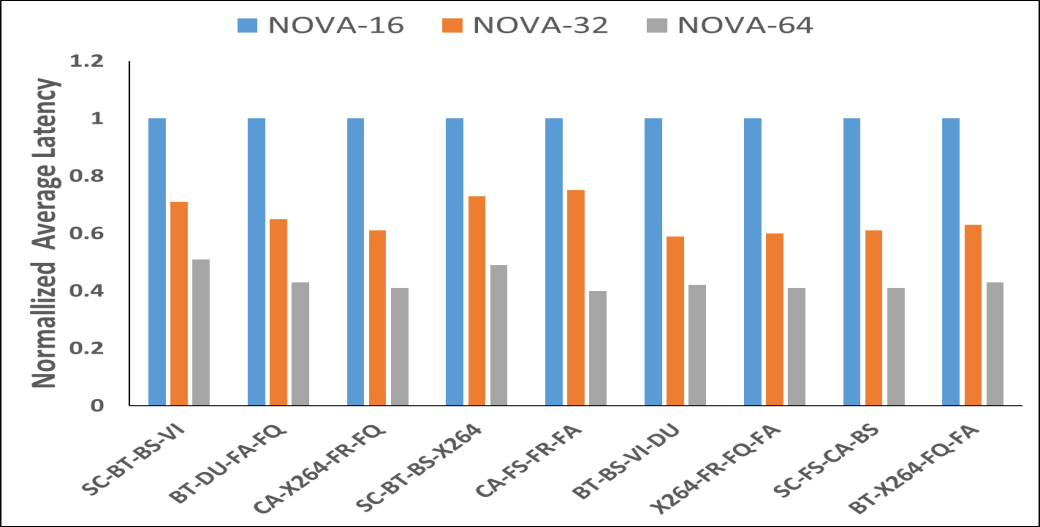 NOVA-16 NOVA-32 NOVA-64
Normallized Average Latency
1.2
1
0.8
0.6
0.4
0.2
0
SC-BT-BS-VI
BT-DU-FA-FQ
CA-X264-FR-FQ
SC-BT-BS-X264
CA-FS-FR-FA
BT-BS-VI-DU
X264-FR-FQ-FA
SC-FS-CA-BS
BT-X264-FQ-FA